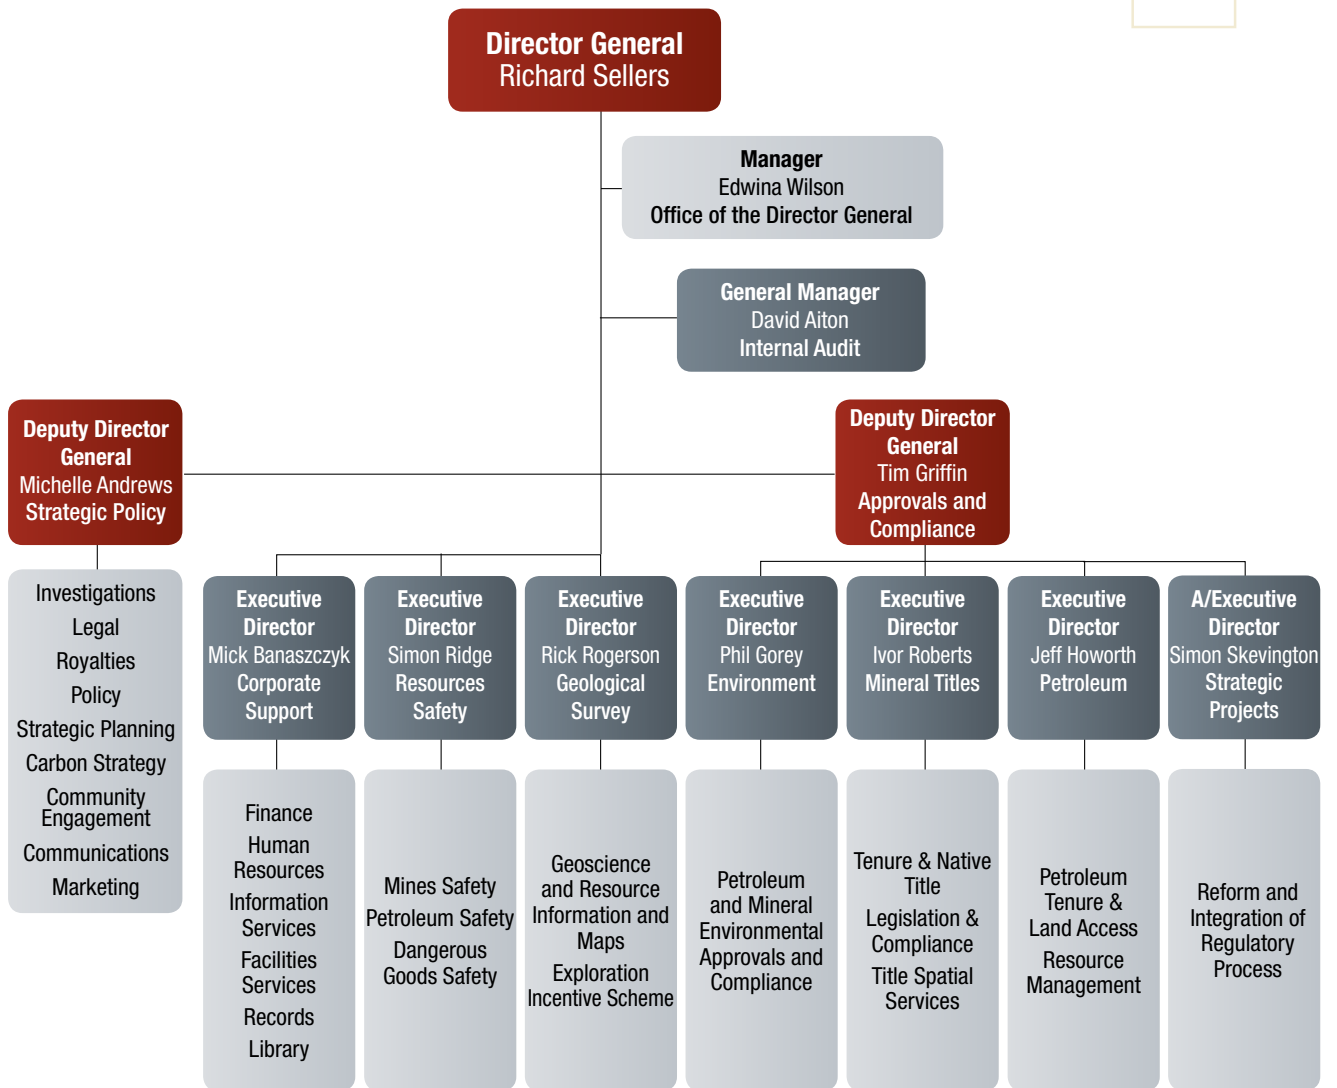 Director General
Richard Sellers
Manager
Edwina Wilson
Office of the Director General
General Manager
David Aiton
Internal Audit
Deputy Director
General
Michelle Andrews
Strategic Policy
Deputy Director
General
Tim Griffin
Approvals and
Compliance
Investigations
Legal
Royalties
Policy
Strategic Planning
Carbon Strategy
Community
Engagement
Communications
Marketing
Executive
Director
Mick Banaszczyk
Corporate
Support
Executive
Director
Simon Ridge
Resources
Safety
Executive
Director
Rick Rogerson
Geological
Survey
Executive
Director
Phil Gorey
Environment
Executive
Director
Ivor Roberts
Mineral Titles
Executive
Director
Jeff Howorth
Petroleum
A/Executive
Director
Simon Skevington
Strategic
Projects
Finance
Human
Resources
Information
Services
Facilities
Services
Records
Library
Mines Safety
Petroleum Safety
Dangerous
Goods Safety
Geoscience
and Resource
Information and
Maps
Exploration
Incentive Scheme
Petroleum
and Mineral
Environmental
Approvals and
Compliance
Tenure & Native
Title
Legislation &
Compliance
Title Spatial
Services
Petroleum
Tenure &
Land Access
Resource
Management
Reform and
Integration of
Regulatory
Process